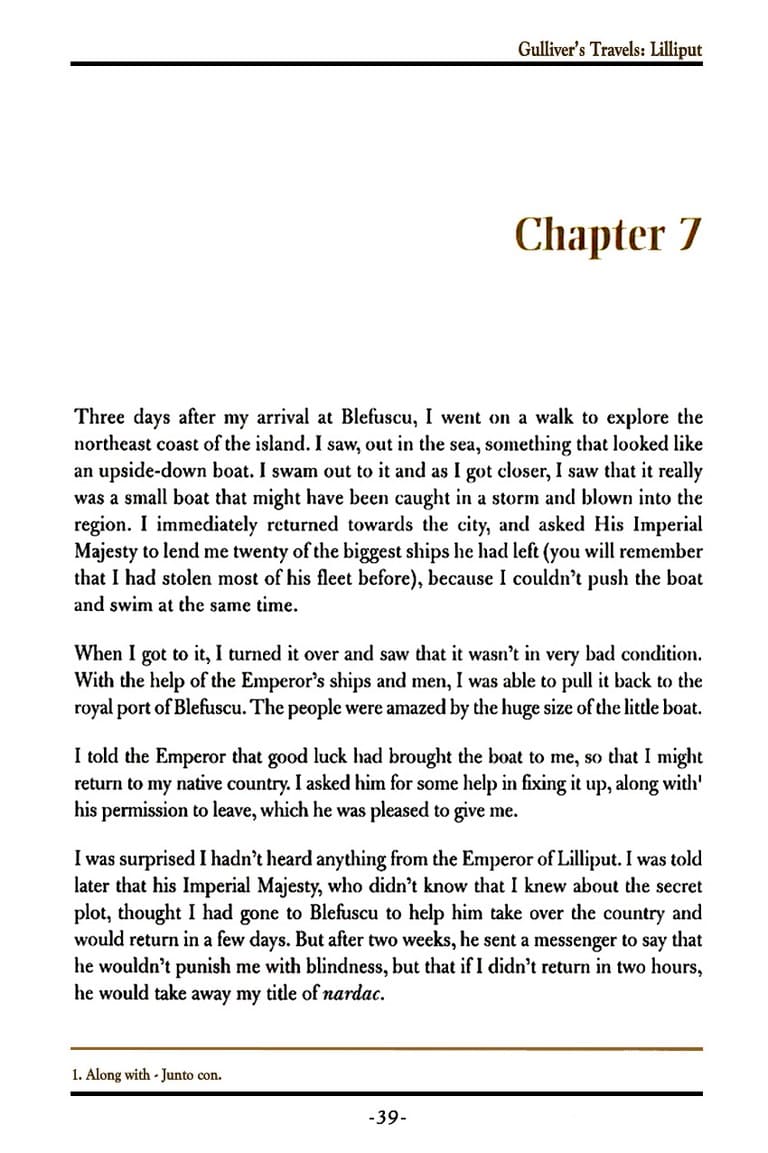 Gulliver's Travels: Lilliput
Chapter 7
Three days after my arrival at Blefuscu, I went on a walk to explore the
northeast coast of the island. I saw, out in the sea, something that looked like
an upside-down boat. I swam out to it and as I got closer, I saw that it really
was a small boat that might have been caught in a storm and blown into the
region. I immediately returned towards the city, and asked His Imperial
Majesty to lend me twenty of the biggest ships he had left (you will remember
that I had stolen most of his fleet before), because I couldn't push the boat
and swim at the same time.
When I got to it, I turned it over and saw that it wasn't in very bad condition.
With the help of the Emperor's ships and men, I was able to pull it back to the
royal port of Blefuscu. The people were amazed by the huge size of the little boat.
I told the Emperor that good luck had brought the boat to me, so that I might
return to my native country. I asked him for some help in fixing it up, along with¹
his permission to leave, which he was pleased to give me.
I was surprised I hadn't heard anything from the Emperor of Lilliput. I was told
later that his Imperial Majesty, who didn't know that I knew about the secret
plot, thought I had gone to Blefuscu to help him take over the country and
would return in a few days. But after two weeks, he sent a messenger to say that
he wouldn't punish me with blindness, but that if I didn't return in two hours,
he would take away my title of nardac.
1. Along with - Junto con.
-39-